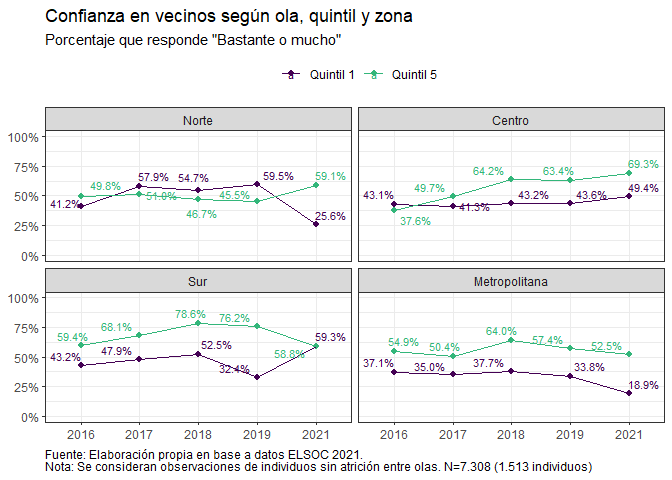 Confianza en vecinos según ola, quintil y zona
Porcentaje que responde "Bastante o mucho"
Quintil 1 Quintil 5
Norte
Centro
100%
75%
50%
25%
0%
41.2% 49.8% 57.9% 51.0% 54.7% 46.7% 45.5% 59.5% 59.1% 25.6%
43.1% 37.6% 49.7% 41.3% 64.2% 43.2% 63.4% 43.6% 69.3% 49.4%
Sur
Metropolitana
100%
75%
50%
25%
0%
59.4% 43.2% 68.1% 47.9% 78.6% 52.5% 76.2% 32.4% 58.8% 59.3%
54.9% 37.1% 50.4% 35.0% 64.0% 37.7% 57.4% 33.8% 52.5% 18.9%
2016 2017 2018 2019 2021
2016 2017 2018 2019 2021
Fuente: Elaboración propia en base a datos ELSOC 2021.
Nota: Se consideran observaciones de individuos sin atrición entre olas. N=7.308 (1.513 individuos)